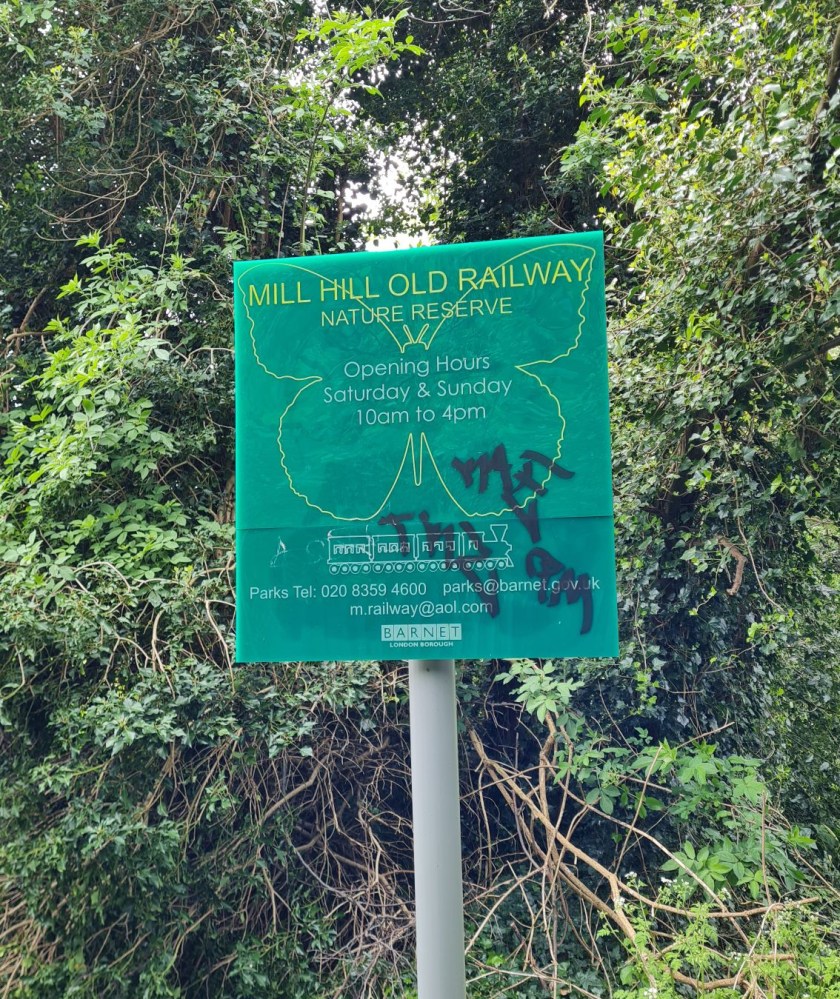 MILL HILL OLD RAILWAY
NATURE RESERVE
Opening Hours
Saturday & Sunday
10am to 4pm
Parks Tel: 020 8359 4600 parks@barnet.gov.uk
m.railway@aol.com
BARNET
LONDON BOROUGH